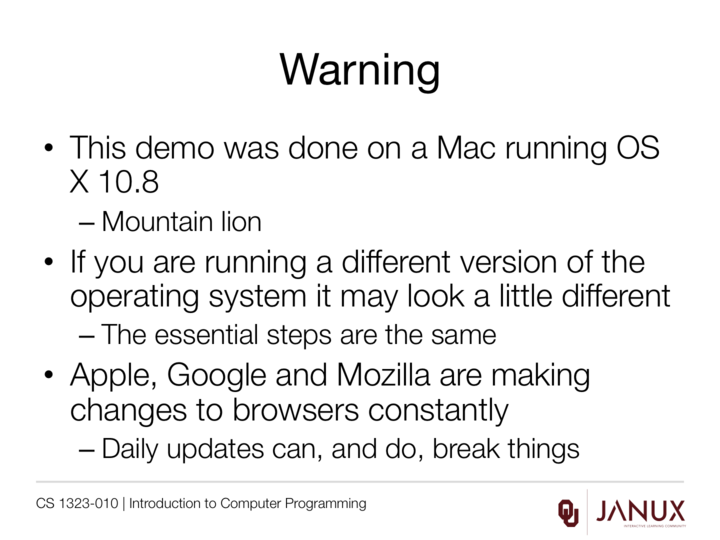 Warning
• This demo was done on a Mac running OS
X 10.8
– Mountain lion
• If you are running a different version of the
operating system it may look a little different
– The essential steps are the same
• Apple, Google and Mozilla are making
changes to browsers constantly
– Daily updates can, and do, break things
CS 1323-010 | Introduction to Computer Programming
OU JANUX
INTERACTIVE LEARNING COMMUNITY